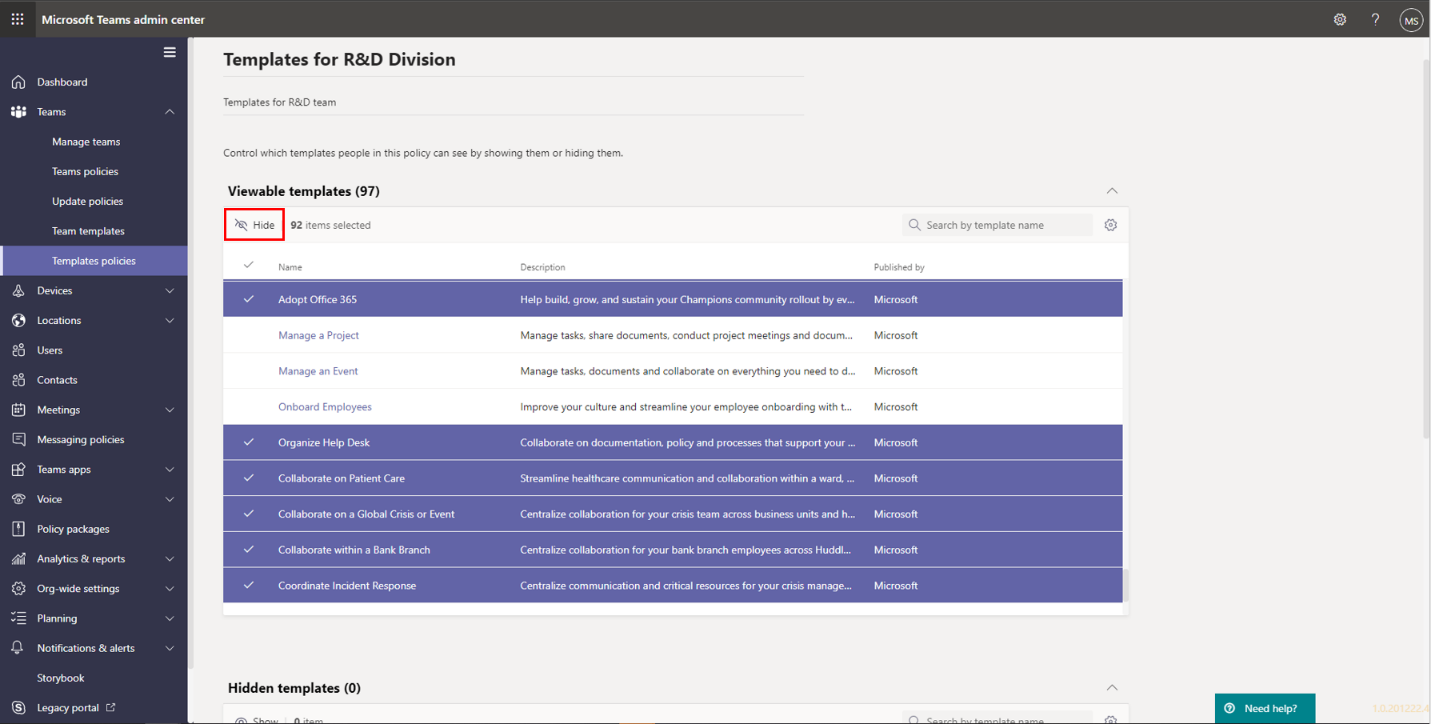 Microsoft Teams admin center
?
MS
Dashboard
Teams
Manage teams
Teams policies
Update policies
Team templates
Templates policies
Devices
Locations
Users
Contacts
Meetings
Messaging policies
Teams apps
Voice
Policy packages
Analytics & reports
Org-wide settings
Planning
Notifications & alerts
Storybook
Legacy portal
Templates for R&D Division
Templates for R&D team
Control which templates people in this policy can see by showing them or hiding them.
Viewable templates (97)
Hide 92 items selected Search by template name
Name Description Published by
Adopt Office 365 Help build, grow, and sustain your Champions community rollout by ev... Microsoft
Manage a Project Manage tasks, share documents, conduct project meetings and docum... Microsoft
Manage an Event Manage tasks, documents and collaborate on everything you need to d... Microsoft
Onboard Employees Improve your culture and streamline your employee onboarding with t... Microsoft
Organize Help Desk Collaborate on documentation, policy and processes that support your ... Microsoft
Collaborate on Patient Care Streamline healthcare communication and collaboration within a ward, ... Microsoft
Collaborate on a Global Crisis or Event Centralize collaboration for your crisis team across business units and h... Microsoft
Collaborate within a Bank Branch Centralize collaboration for your bank branch employees across Huddl... Microsoft
Coordinate Incident Response Centralize communication and critical resources for your crisis manage... Microsoft
Hidden templates (0)
Show 0 item Search by template name
Need help?
1.0.201222.4